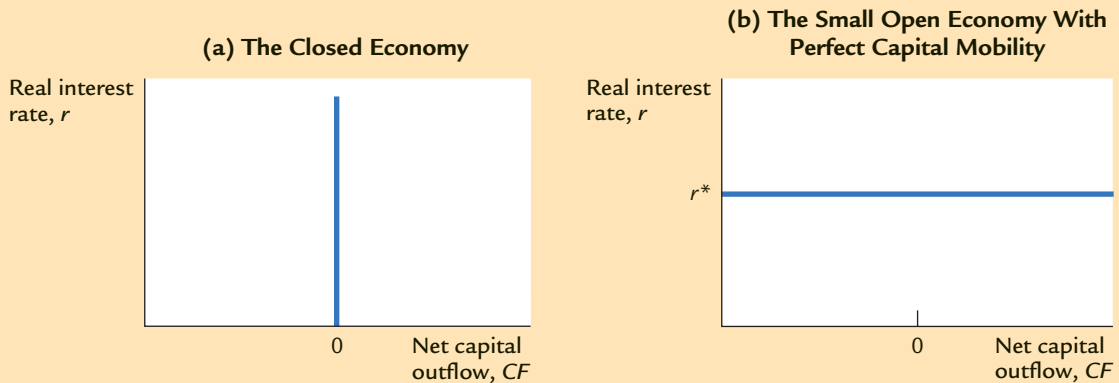 (a) The Closed Economy
Real interest
rate, r
0
Net capital
outflow, CF
(b) The Small Open Economy With
Perfect Capital Mobility
Real interest
rate, r
r*
0
Net capital
outflow, CF